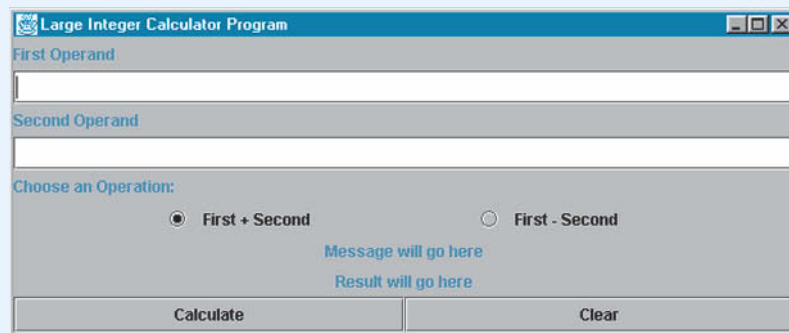 Large Integer Calculator Program
First Operand
Second Operand
Choose an Operation:
First + Second First - Second
Message will go here
Result will go here
Calculate Clear